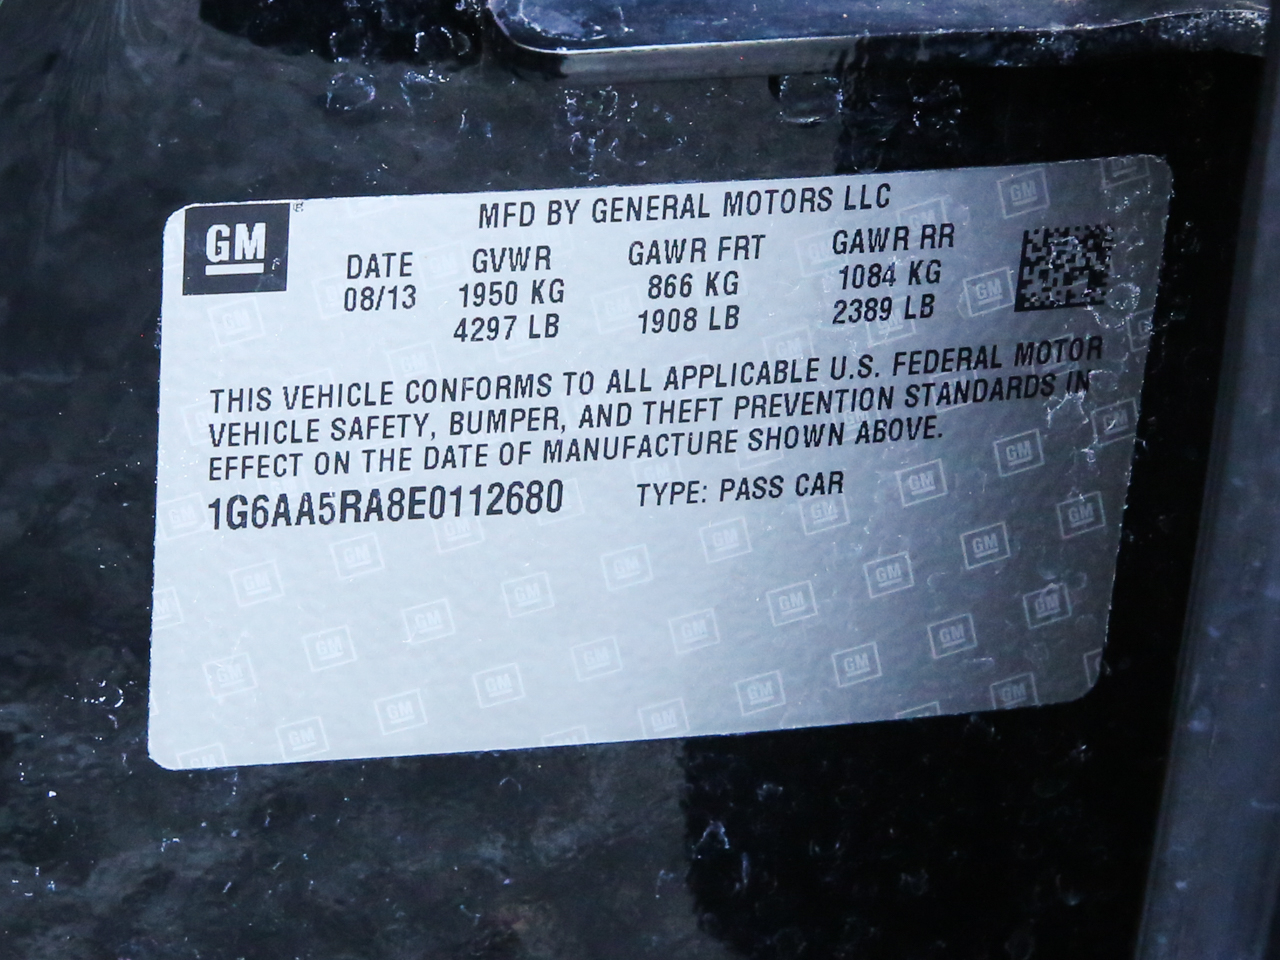 GM
MFD BY GENERAL MOTORS LLC
DATE GVWR GAWR FRT GAWR RR
08/13 1950 KG 866 KG 1084 KG
4297 LB 1908 LB 2389 LB
THIS VEHICLE CONFORMS TO ALL APPLICABLE U.S. FEDERAL MOTOR
VEHICLE SAFETY, BUMPER, AND THEFT PREVENTION STANDARDS IN
EFFECT ON THE DATE OF MANUFACTURE SHOWN ABOVE.
1G6AA5RA8E0112680 TYPE: PASS CAR